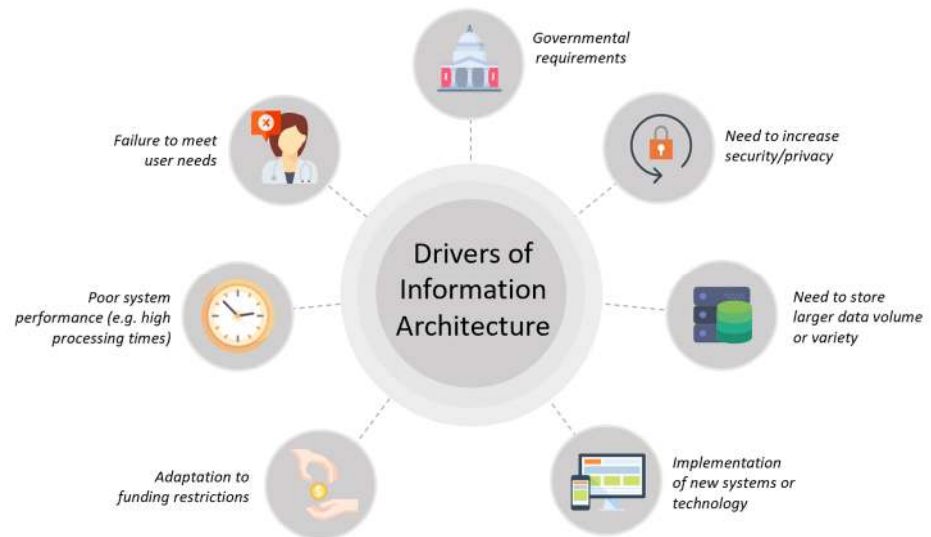 Governmental
requirements
Failure to meet
user needs
Need to increase
security/privacy
Drivers of
Information
Architecture
Poor system
performance (e.g. high
processing times)
Need to store
larger data volume
or variety
Adaptation to
funding restrictions
Implementation
of new systems or
technology